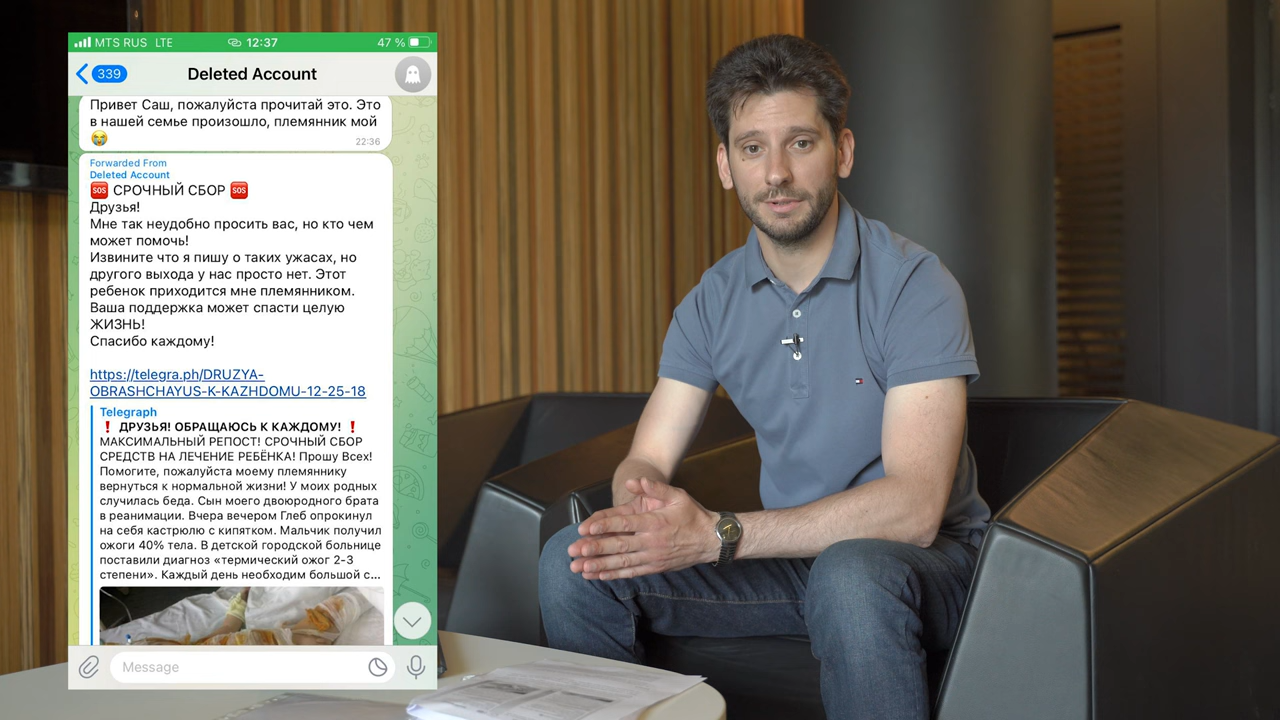 MTS RUS LTE 12:37 47 %
339 Deleted Account
Привет Саш, пожалуйста прочитай это. Это
в нашей семье произошло, племянник мой
😭 22:36
Forwarded From
Deleted Account
🆘 СРОЧНЫЙ СБОР 🆘
Друзья!
Мне так неудобно просить вас, но кто чем
может помочь!
Извините что я пишу о таких ужасах, но
другого выхода у нас просто нет. Этот
ребенок приходится мне племянником.
Ваша поддержка может спасти целую
ЖИЗНЬ!
Спасибо каждому!
https://telegra.ph/DRUZYA-
OBRASHCHAYUS-K-KAZHDOMU-12-25-18
Telegraph
❗ ДРУЗЬЯ! ОБРАЩАЮСЬ К КАЖДОМУ! ❗
МАКСИМАЛЬНЫЙ РЕПОСТ! СРОЧНЫЙ СБОР
СРЕДСТВ НА ЛЕЧЕНИЕ РЕБЁНКА! Прошу Всех!
Помогите, пожалуйста моему племяннику
вернуться к нормальной жизни! У моих родных
случилась беда. Сын моего двоюродного брата
в реанимации. Вчера вечером Глеб опрокинул
на себя кастрюлю с кипятком. Мальчик получил
ожоги 40% тела. В детской городской больнице
поставили диагноз «термический ожог 2-3
степени». Каждый день необходим большой с...
Message